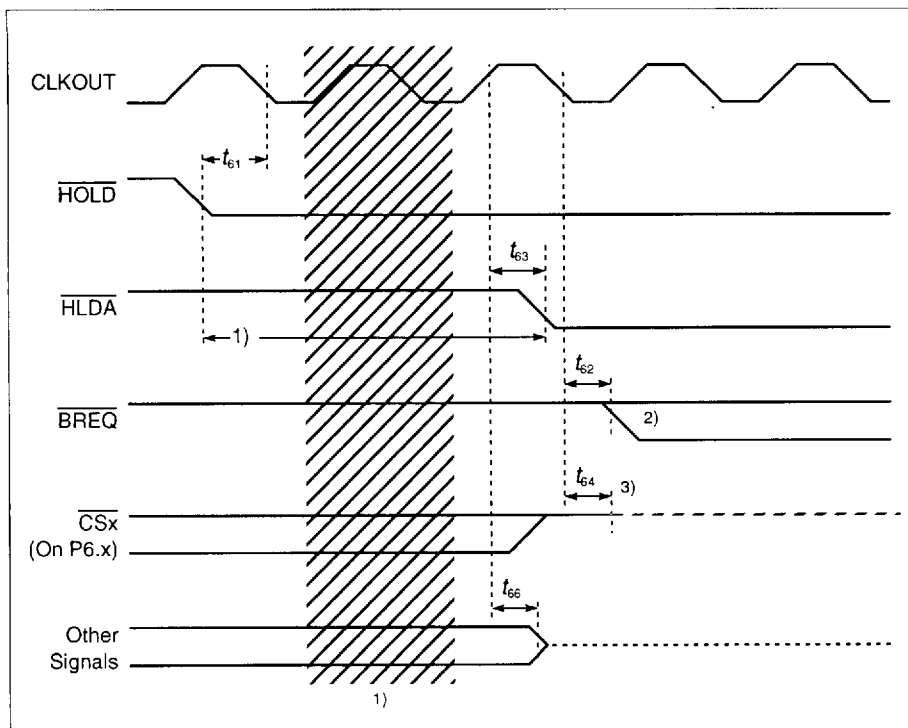 CLKOUT
t61
HOLD
t63
HLDA
1)
t62
BREQ
2)
t64
3)
CSx
(On P6.x)
t66
Other
Signals
1)